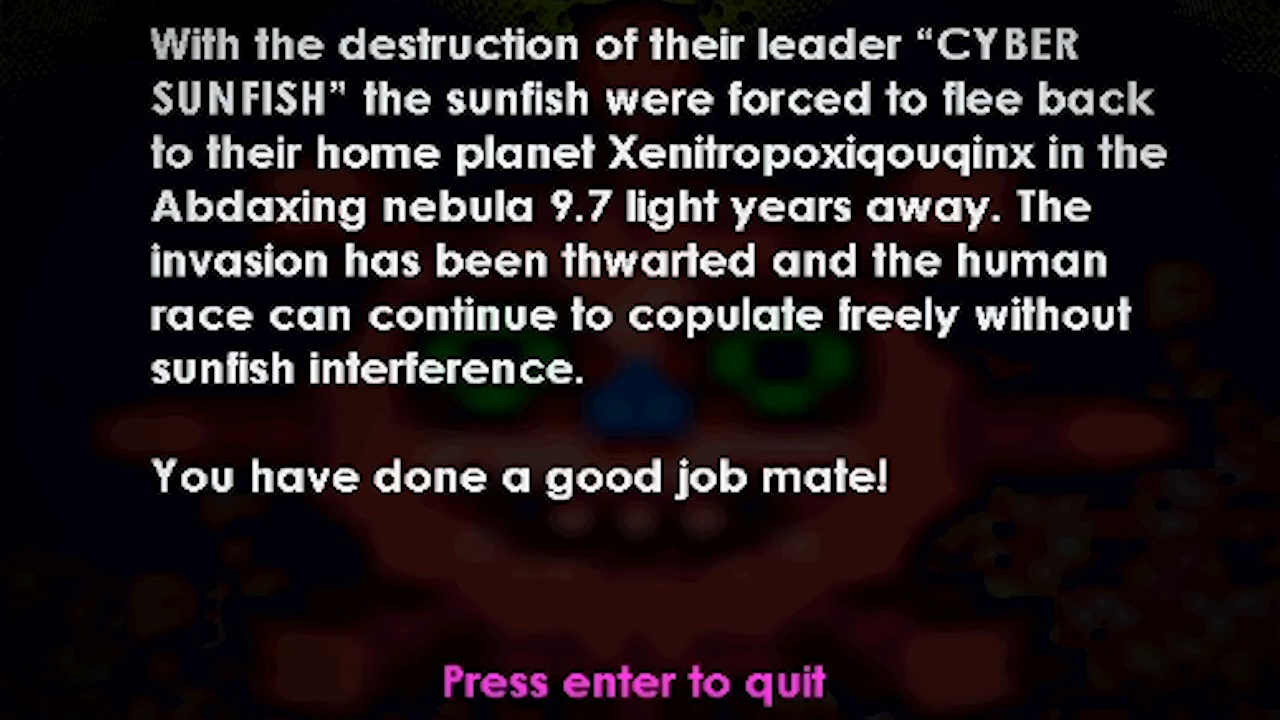 With the destruction of their leader “CYBER
SUNFISH” the sunfish were forced to flee back
to their home planet Xenitropoxiqouqinx in the
Abdaxing nebula 9.7 light years away. The
invasion has been thwarted and the human
race can continue to copulate freely without
sunfish interference.
You have done a good job mate!
Press enter to quit